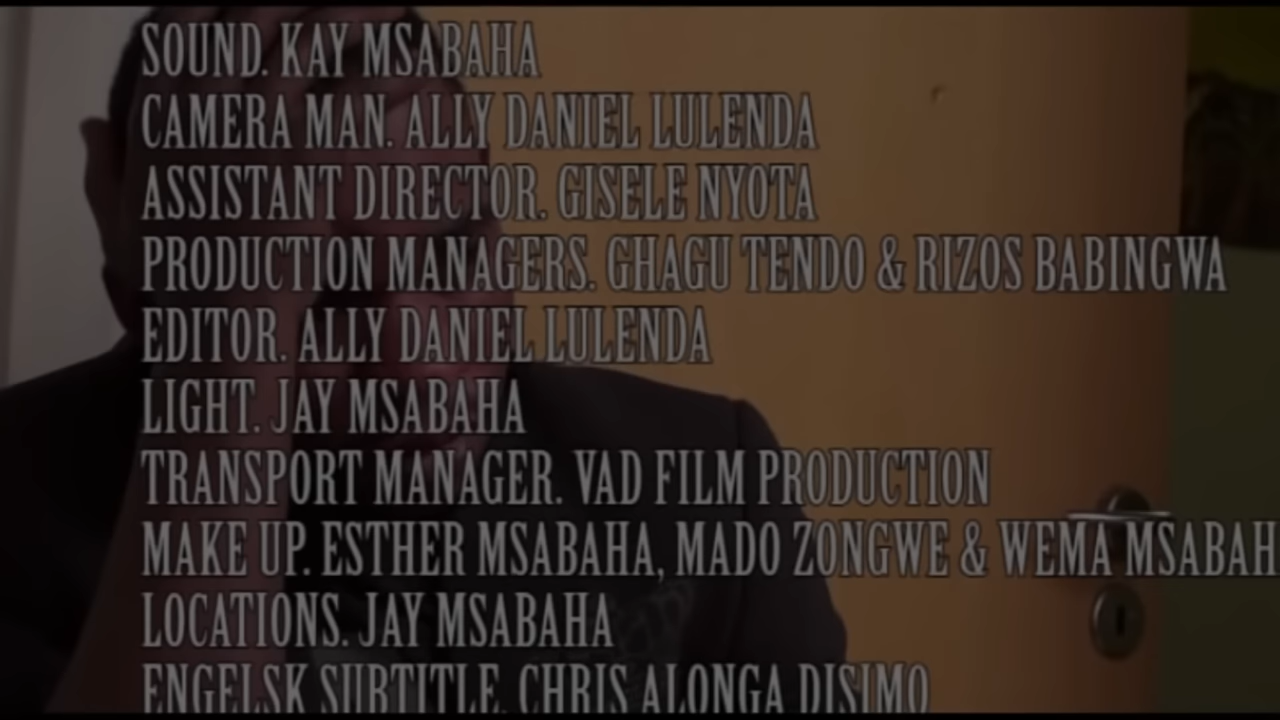 SOUND. KAY MSABAHA
CAMERA MAN. ALLY DANIEL LULENDA
ASSISTANT DIRECTOR. GISELE NYOTA
PRODUCTION MANAGERS. GHAGU TENDO & RIZOS BABINGWA
EDITOR. ALLY DANIEL LULENDA
LIGHT. JAY MSABAHA
TRANSPORT MANAGER. VAD FILM PRODUCTION
MAKE UP. ESTHER MSABAHA, MADO ZONGWE & WEMA MSABAH
LOCATIONS. JAY MSABAHA
ENGELSK SUBTITLE. CHRIS ALONGA DISIMO